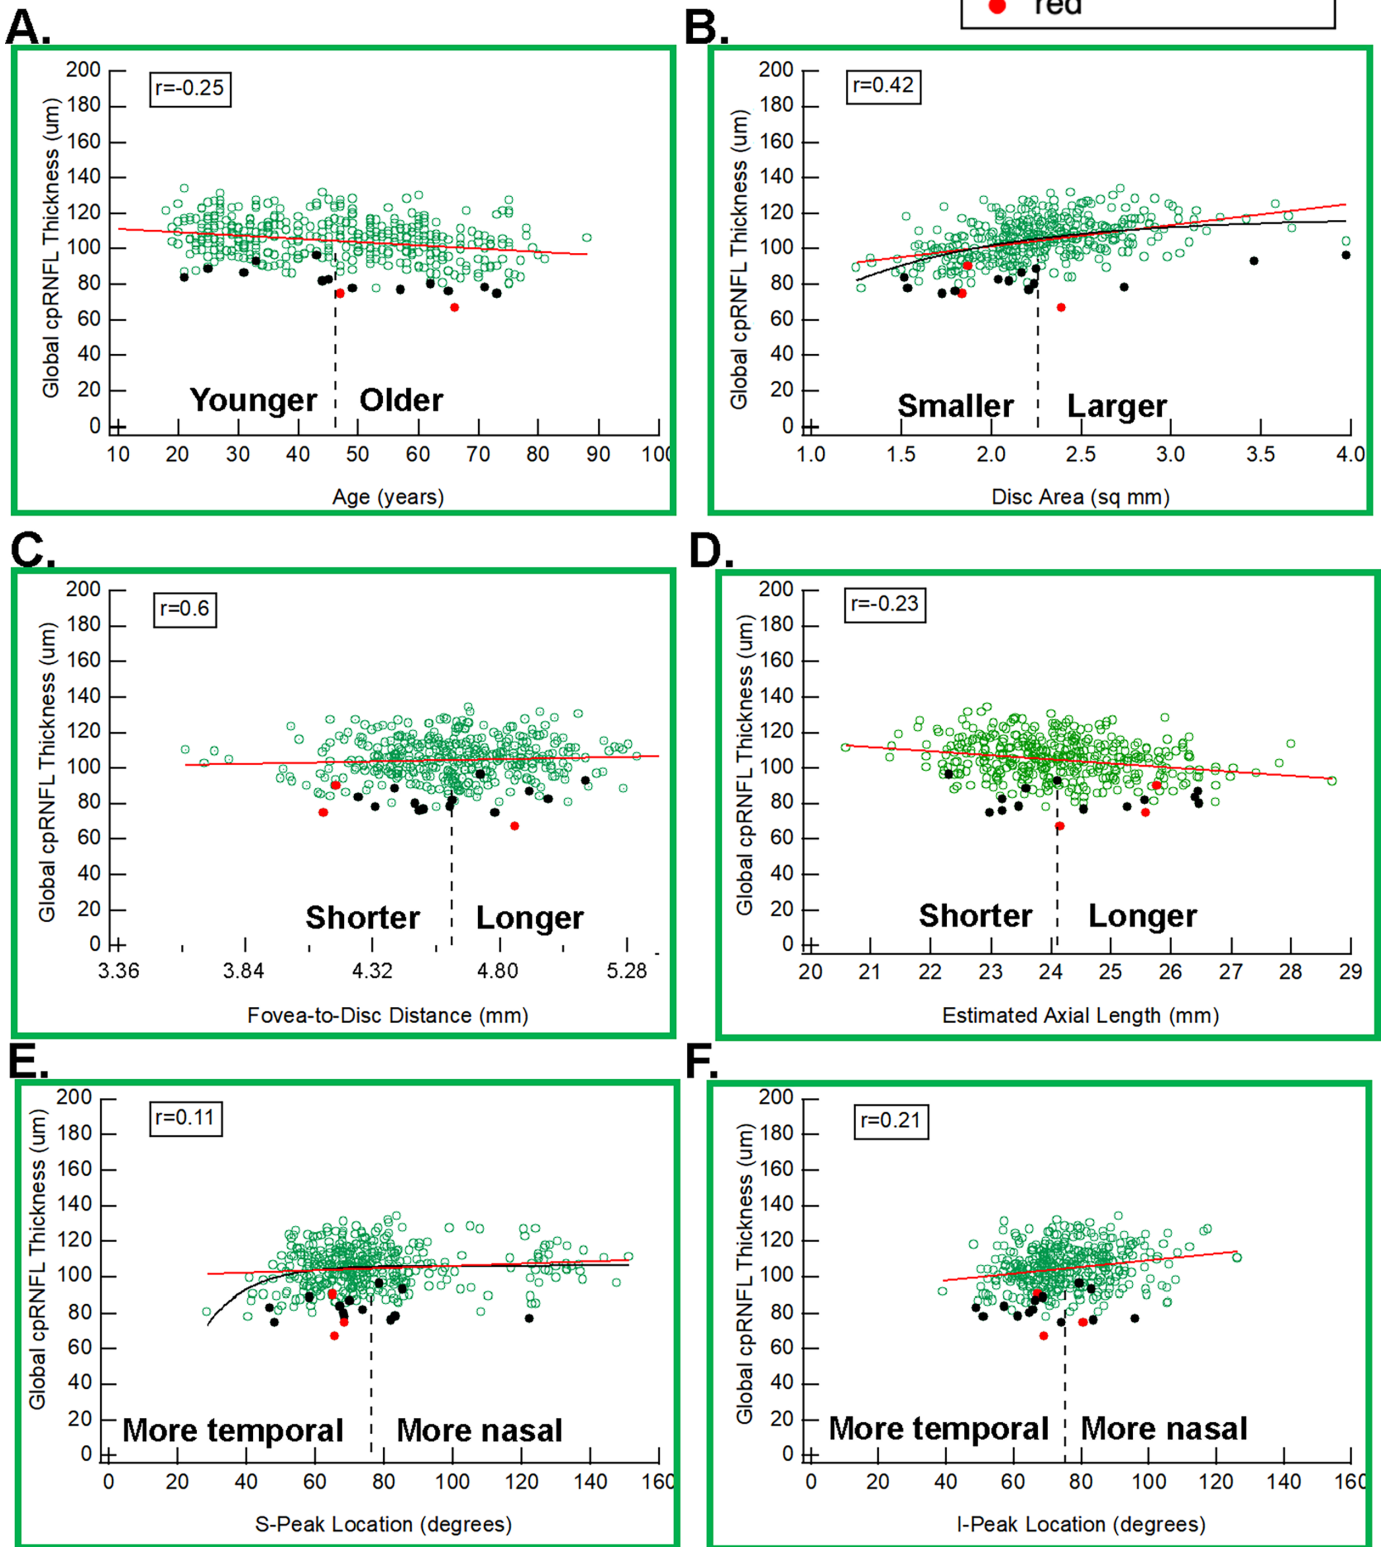 red
A.
B.
r=-0.25
r=0.42
Global cpRNFL Thickness (um)
200
180
160
140
120
100
80
60
40
20
0
Younger
Older
10 20 30 40 50 60 70 80 90 100
Age (years)
Global cpRNFL Thickness (um)
200
180
160
140
120
100
80
60
40
20
0
Smaller
Larger
1.0 1.5 2.0 2.5 3.0 3.5 4.0
Disc Area (sq mm)
C.
D.
r=0.6
r=-0.23
Global cpRNFL Thickness (um)
200
180
160
140
120
100
80
60
40
20
0
Shorter
Longer
3.36 3.84 4.32 4.80 5.28
Fovea-to-Disc Distance (mm)
Global cpRNFL Thickness (um)
200
180
160
140
120
100
80
60
40
20
0
Shorter
Longer
20 21 22 23 24 25 26 27 28 29
Estimated Axial Length (mm)
E.
F.
r=0.11
r=0.21
Global cpRNFL Thickness (um)
200
180
160
140
120
100
80
60
40
20
0
More temporal
More nasal
0 20 40 60 80 100 120 140 160
S-Peak Location (degrees)
Global cpRNFL Thickness (um)
200
180
160
140
120
100
80
60
40
20
0
More temporal
More nasal
0 20 40 60 80 100 120 140 160
I-Peak Location (degrees)